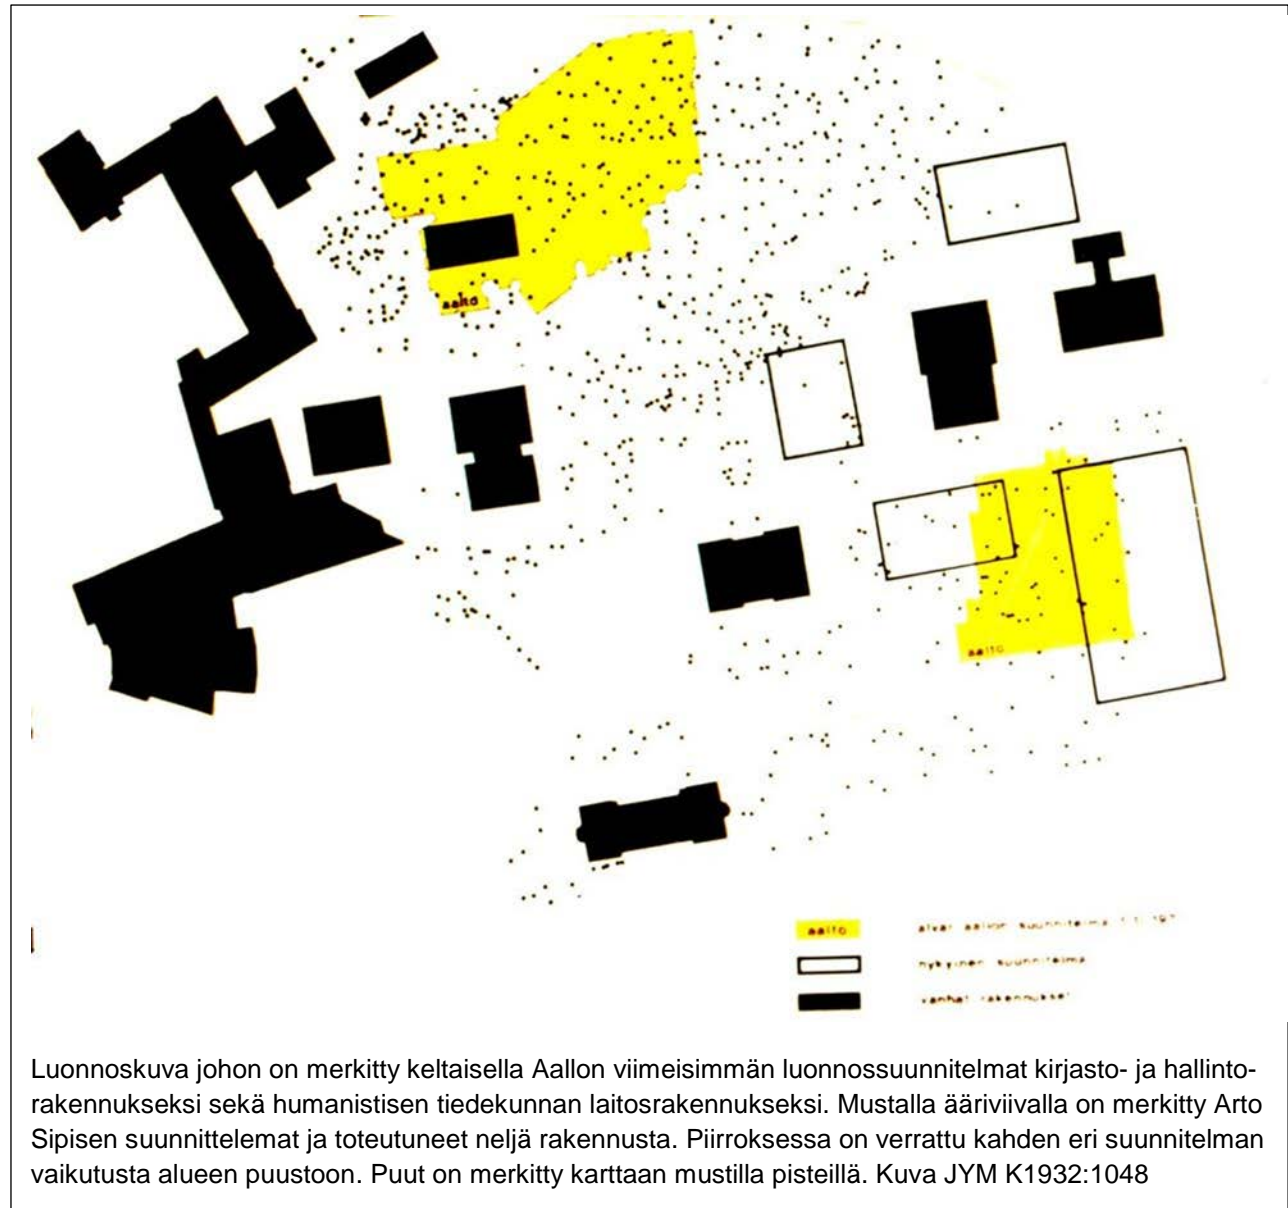 aalto
aalto
aalto alvar aallon suunnitelma
nykyinen suunnitelma
vanhat rakennukset
Luonnoskuva johon on merkitty keltaisella Aallon viimeisimmän luonnossuunnitelmat kirjasto- ja hallinto-
rakennukseksi sekä humanistisen tiedekunnan laitosrakennukseksi. Mustalla ääriviivalla on merkitty Arto
Sipisen suunnittelemat ja toteutuneet neljä rakennusta. Piirroksessa on verrattu kahden eri suunnitelman
vaikutusta alueen puustoon. Puut on merkitty karttaan mustilla pisteillä. Kuva JYM K1932:1048